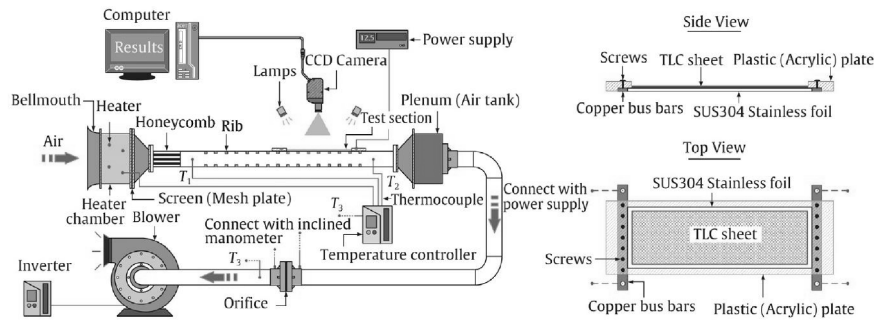 Computer
Results
12.5
Power supply
CCD Camera
Lamps
Bellmouth
Heater
Honeycomb
Rib
Test section
Plenum (Air tank)
Air
T1
T2
Thermocouple
Screen (Mesh plate)
Heater
chamber
T3
Blower
Connect with inclined
manometer
Temperature controller
Inverter
T3
Orifice
Side View
Screws
TLC sheet
Plastic (Acrylic) plate
Copper bus bars
SUS304 Stainless foil
Top View
SUS304 Stainless foil
Connect with
power supply
TLC sheet
Screws
Copper bus bars
Plastic (Acrylic) plate